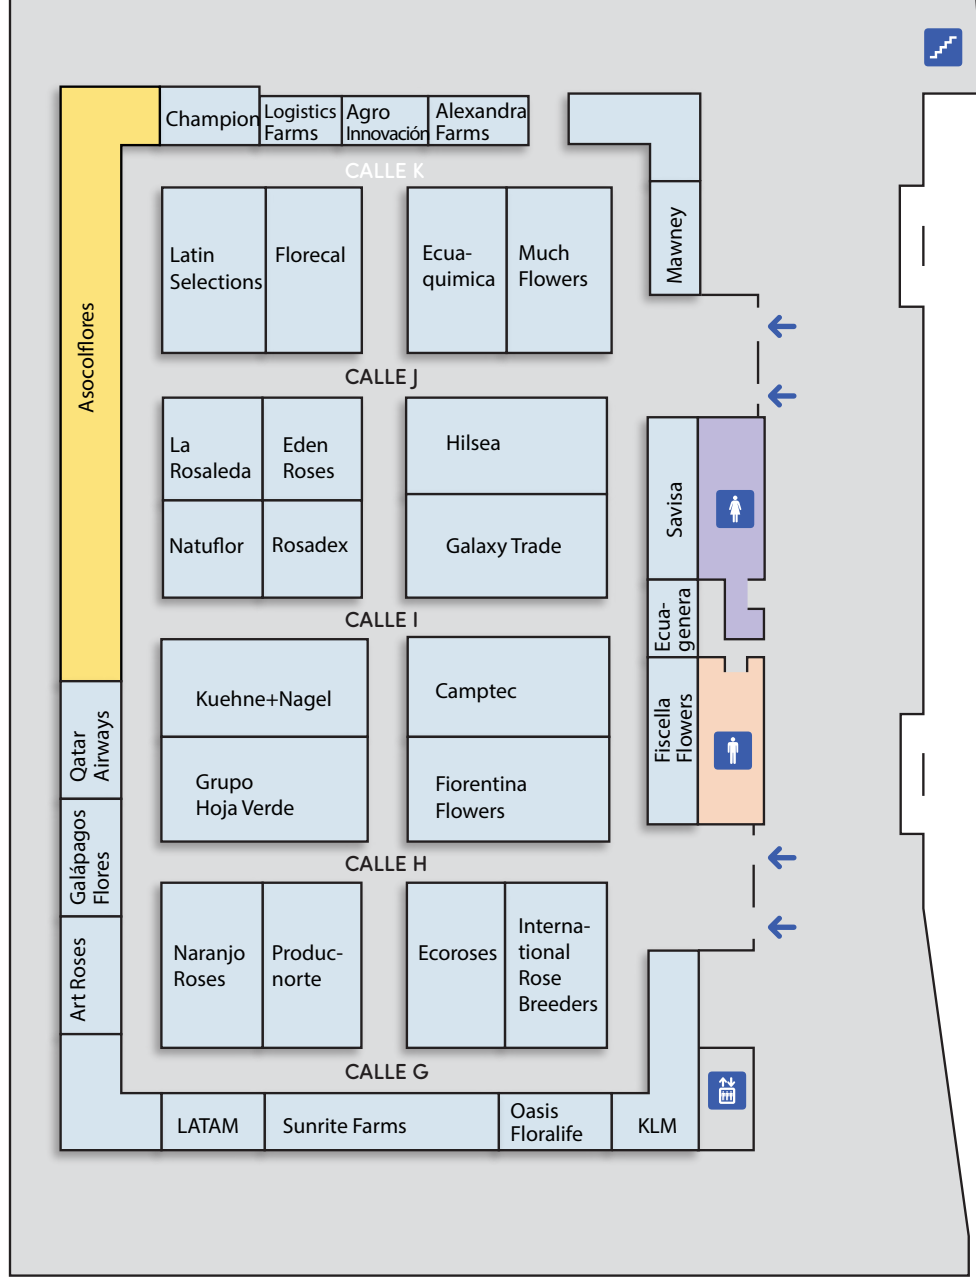 Champion
Logistics
Farms
Agro
Innovación
Alexandra
Farms
CALLE K
Mawney
Latin
Selections
Florecal
Ecua-
quimica
Much
Flowers
Asocolflores
CALLE J
La
Rosaleda
Eden
Roses
Hilsea
Natuflor
Rosadex
Galaxy Trade
Savisa
Ecua-
genera
CALLE I
Kuehne+Nagel
Camptec
Fiscella
Flowers
Qatar
Airways
Grupo
Hoja Verde
Fiorentina
Flowers
Galápagos
Flores
CALLE H
Art Roses
Naranjo
Roses
Produc-
norte
Ecoroses
Interna-
tional
Rose
Breeders
CALLE G
LATAM
Sunrite Farms
Oasis
Floralife
KLM